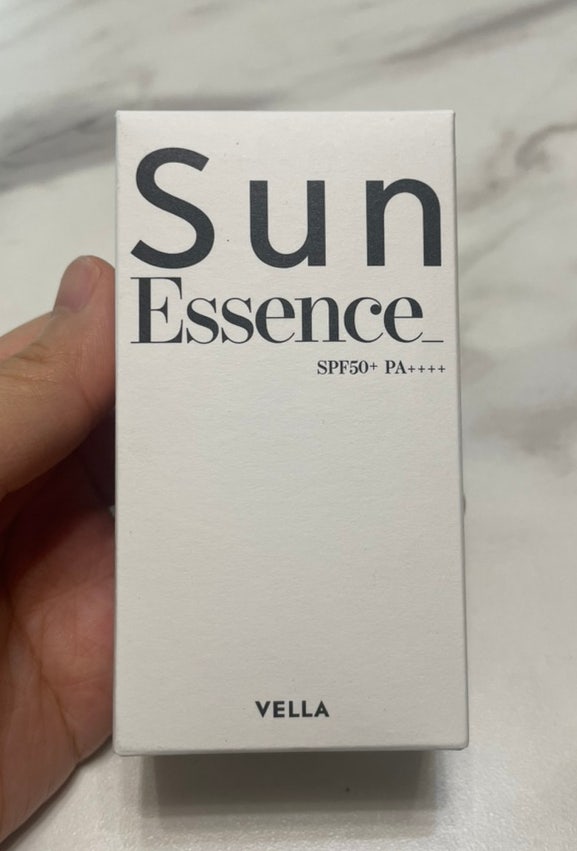 Sun
Essence_
SPF50+ PA++++
VELLA